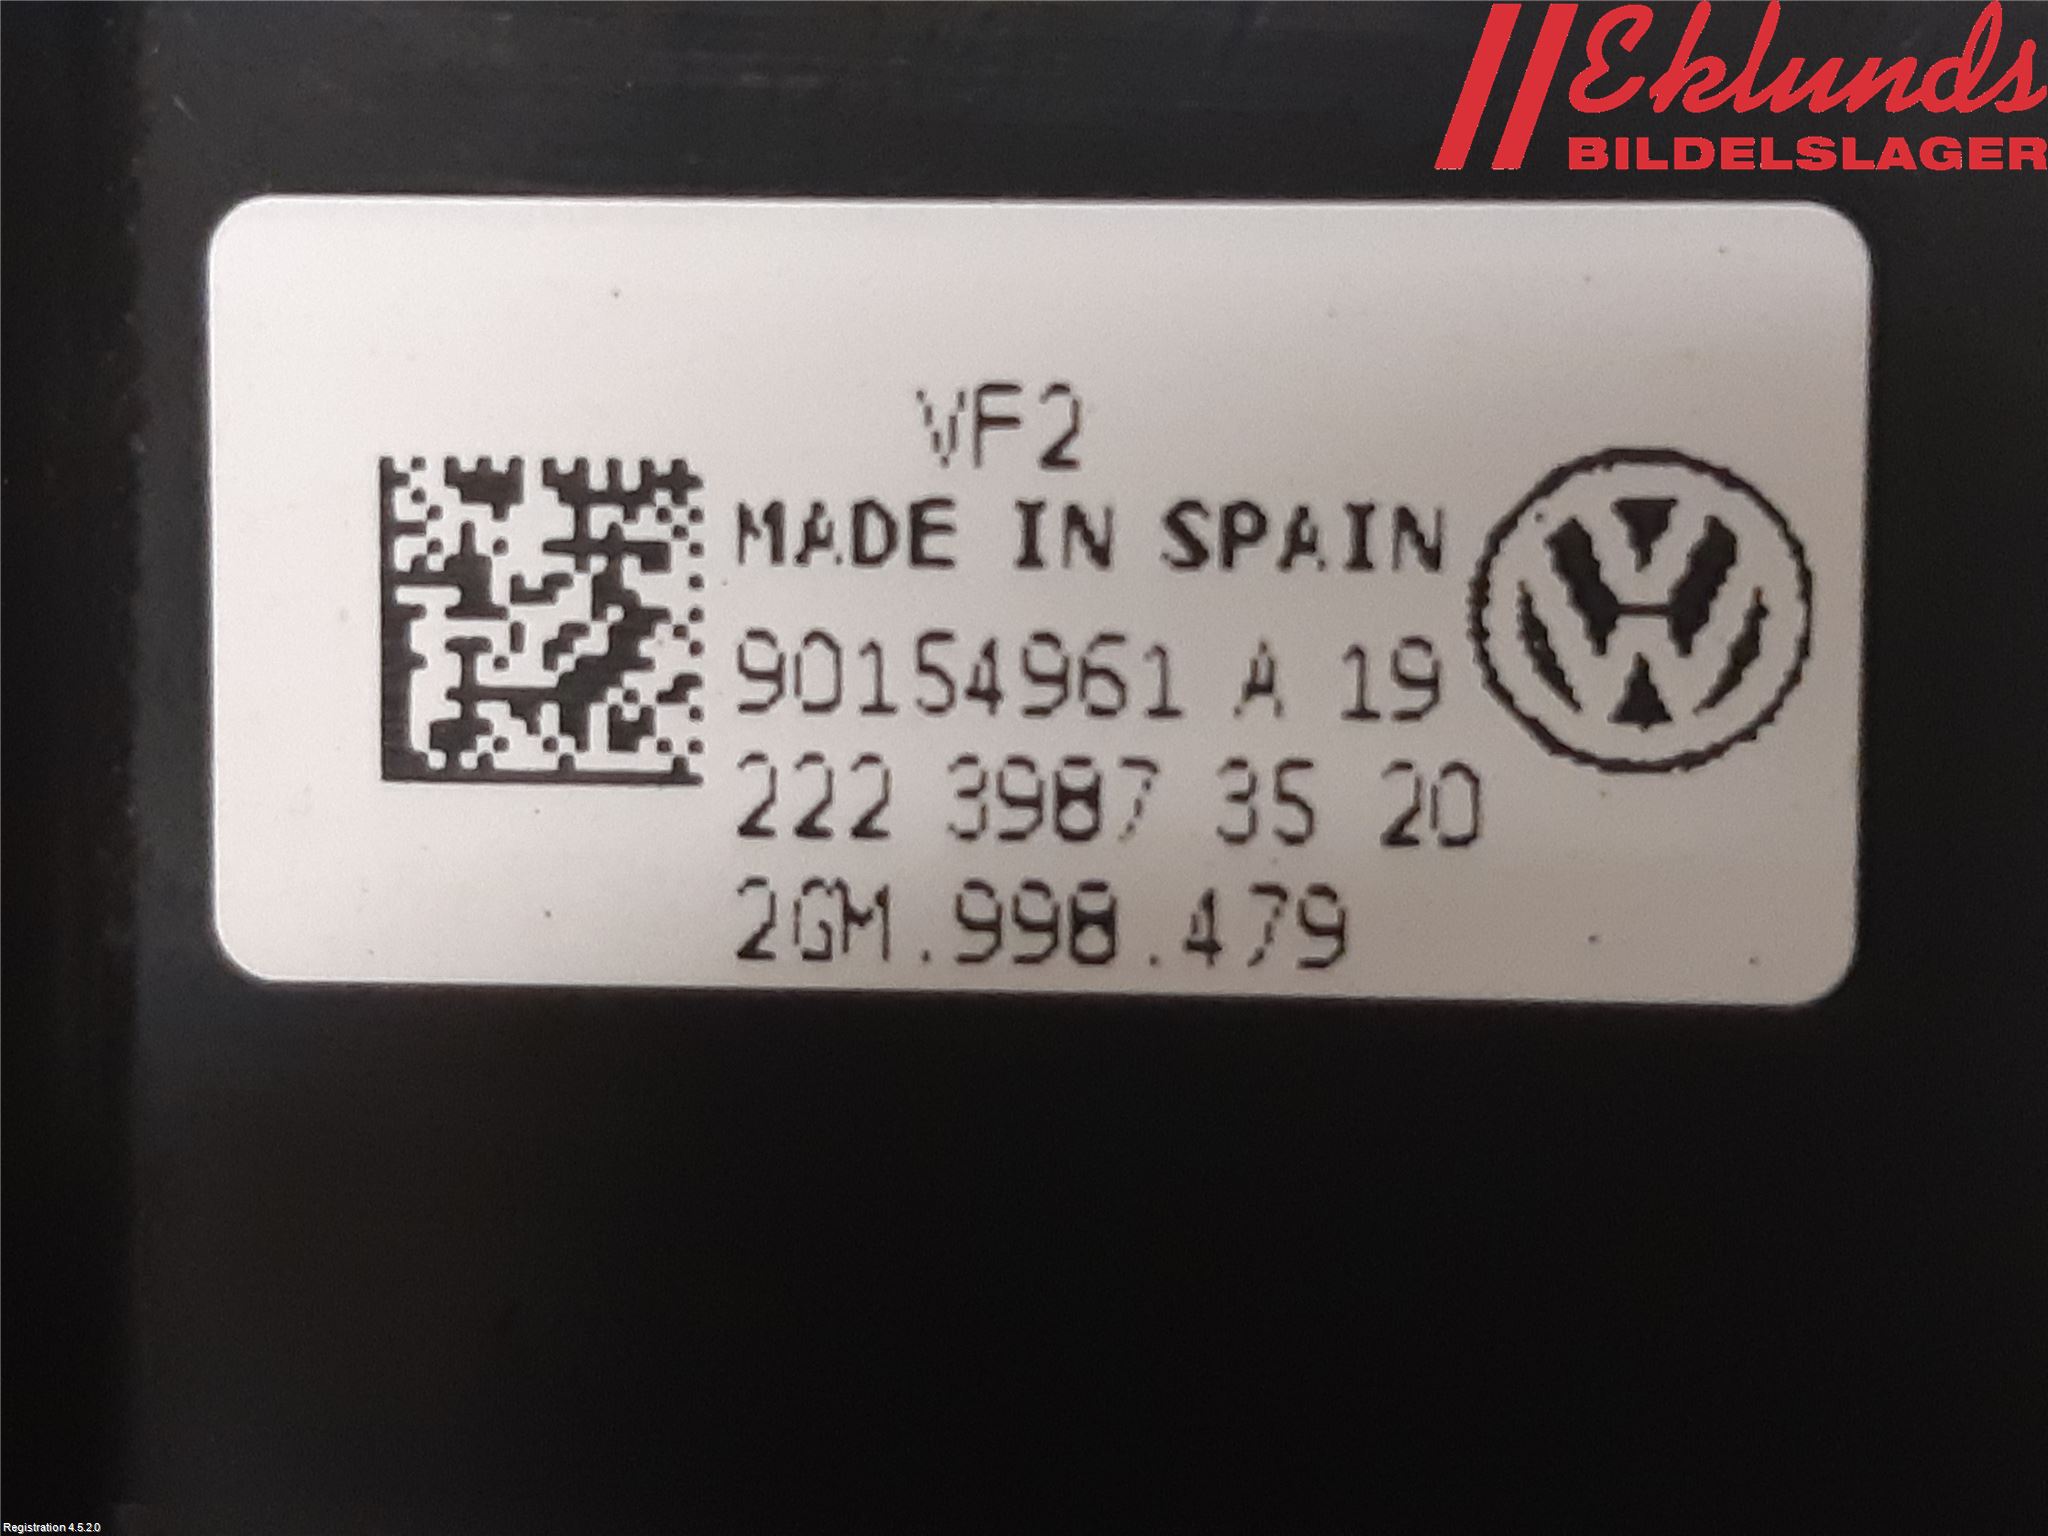 Eklunds
BILDELSLAGER
VF2
MADE IN SPAIN
90154961 A 19
222 3987 35 20
2GM.998.479
Registration 4.5.2.0